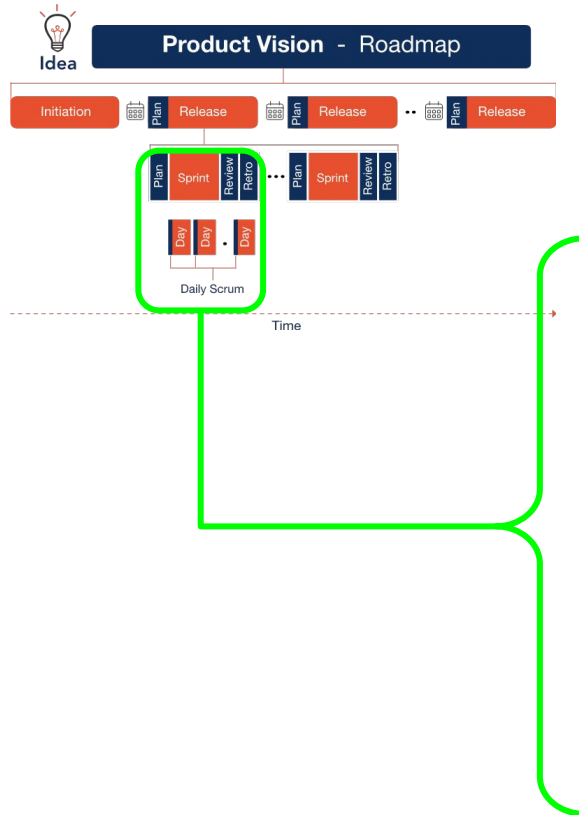 Idea
Product Vision - Roadmap
Initiation Plan Release Plan Release .. Plan Release
Plan Sprint Review Retro ... Plan Sprint Review Retro
Day Day . Day
Daily Scrum
Time